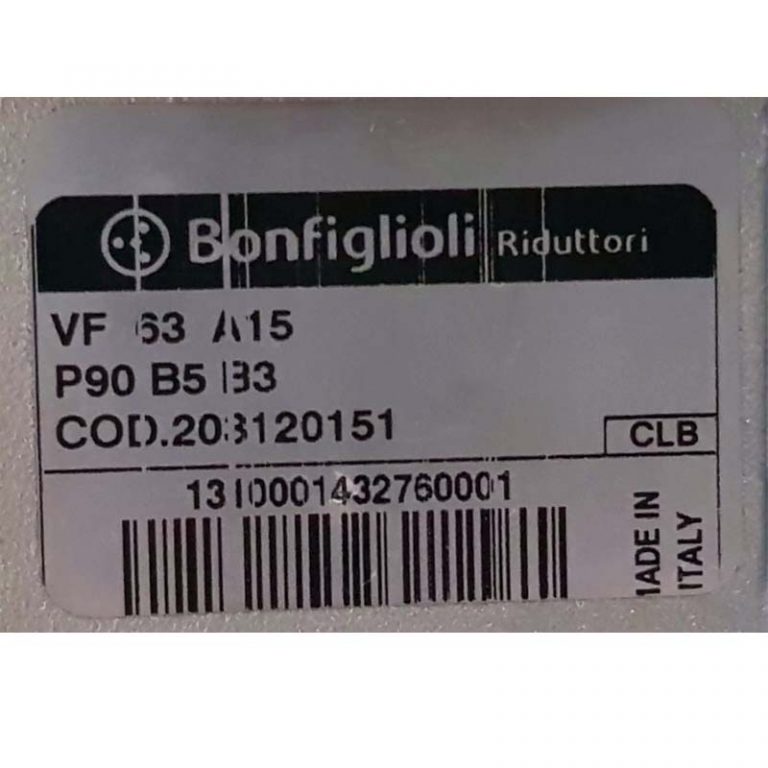 Bonfiglioli Riduttori
VF 63 A15
P90 B5 B3
COD.203120151
CLB
1310001432760001
MADE IN
ITALY